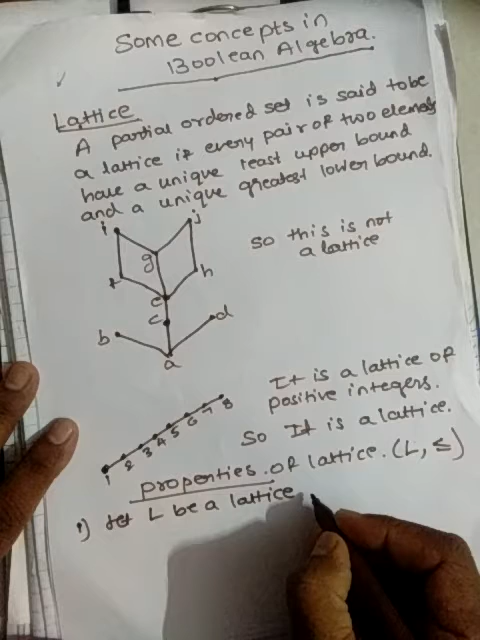 Some concepts in
Boolean Algebra.
Lattice
A partial ordered set is said tobe
a lattice if every pair of two elements
have a unique least upper bound
and a unique greatest lower bound.
i j
g
f h
e
c
b d
a
So this is not
a lattice
It is a lattice of
positive integers.
So It is a lattice.
1 2 3 4 5 6 7 8
properties of lattice. (L, ≤)
1) Let L be a lattice,